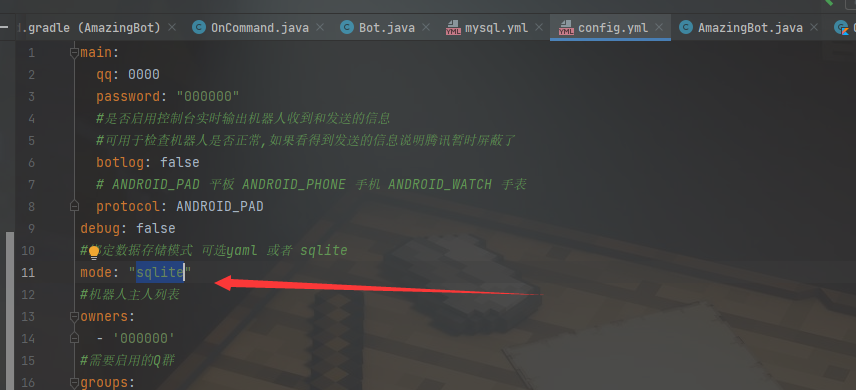 l.gradle (AmazingBot) × OnCommand.java × Bot.java × mysql.yml × config.yml × AmazingBot.java ×
1 main:
2 qq: 0000
3 password: "000000"
4 #是否启用控制台实时输出机器人收到和发送的信息
5 #可用于检查机器人是否正常,如果看得到发送的信息说明腾讯暂时屏蔽了
6 botlog: false
7 # ANDROID_PAD 平板 ANDROID_PHONE 手机 ANDROID_WATCH 手表
8 protocol: ANDROID_PAD
9 debug: false
10 #定数据存储模式 可选yaml 或者 sqlite
11 mode: "sqlite"
12 #机器人主人列表
13 owners:
14 - '000000'
15 #需要启用的Q群
16 groups: